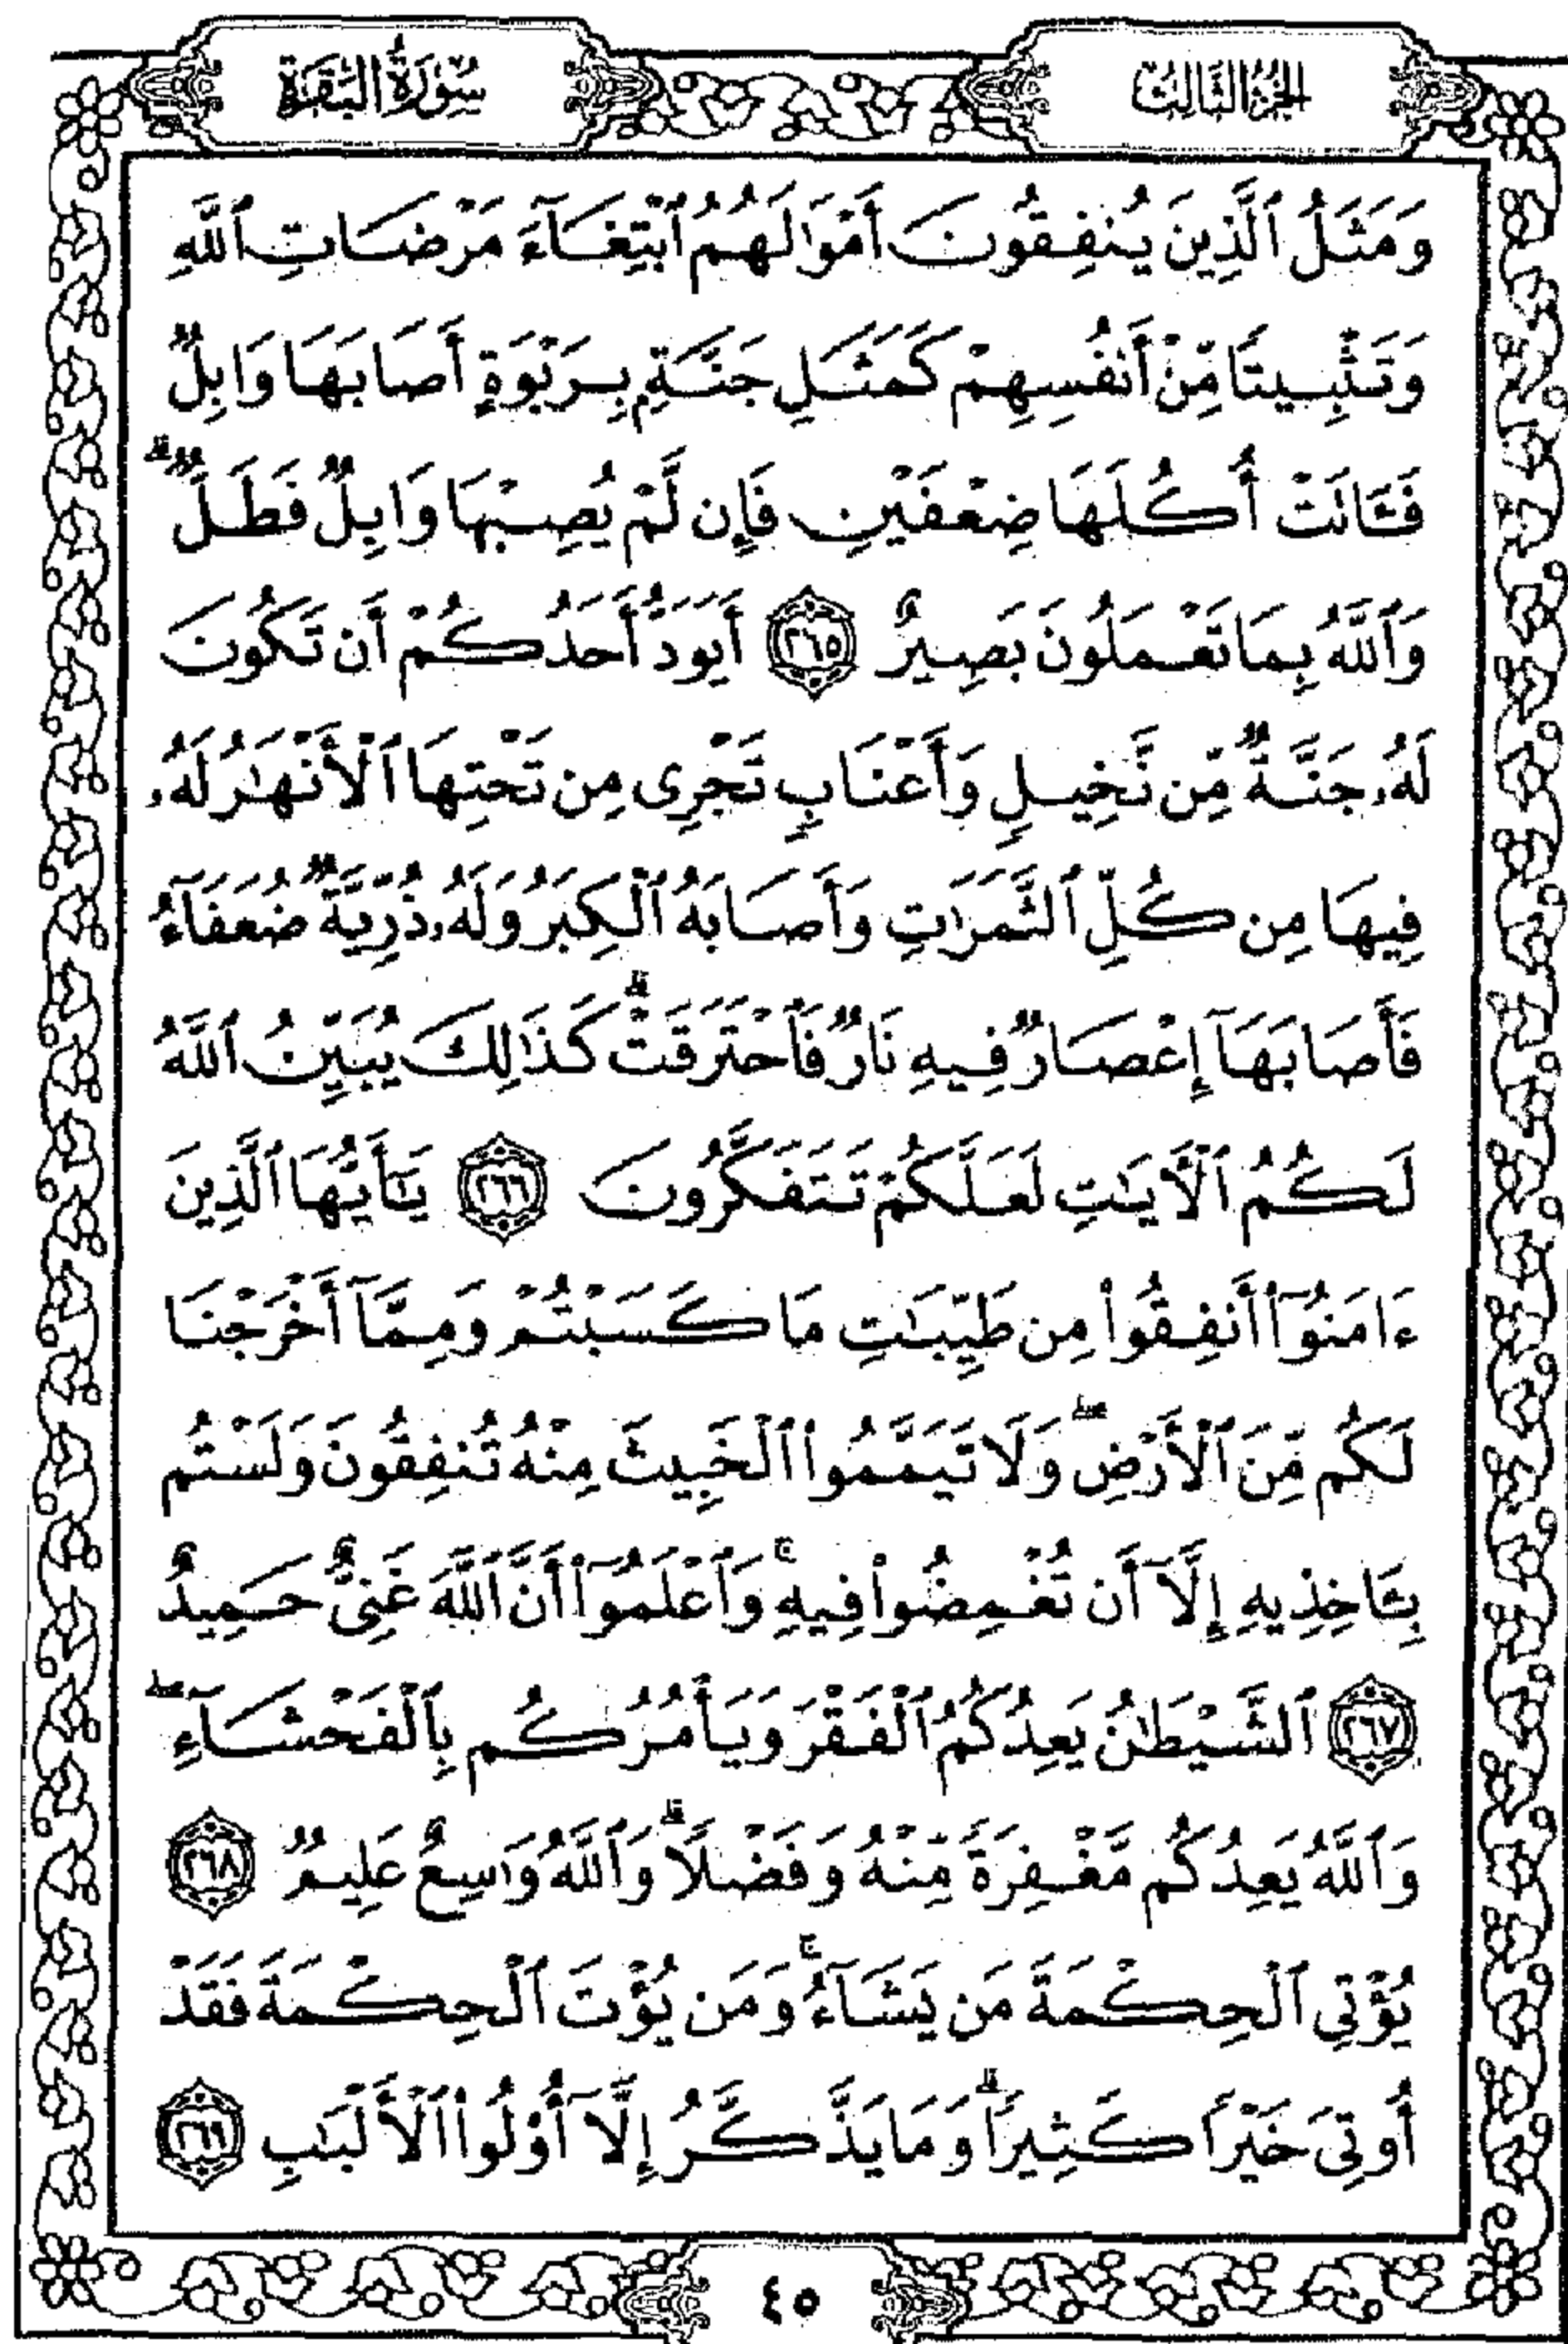 الجزء الثالث
سورة البقرة
وَمَثَلُ ٱلَّذِينَ يُنفِقُونَ أَمْوَٰلَهُمُ ٱبْتِغَآءَ مَرْضَاتِ ٱللَّهِ
وَتَثْبِيتًا مِّنْ أَنفُسِهِمْ كَمَثَلِ جَنَّةٍۭ بِرَبْوَةٍ أَصَابَهَا وَابِلٌ
فَـَٔاتَتْ أُكُلَهَا ضِعْفَيْنِ فَإِن لَّمْ يُصِبْهَا وَابِلٌ فَطَلٌّ ۗ
وَٱللَّهُ بِمَا تَعْمَلُونَ بَصِيرٌ ٢٦٥ أَيَوَدُّ أَحَدُكُمْ أَن تَكُونَ
لَهُۥ جَنَّةٌ مِّن نَّخِيلٍ وَأَعْنَابٍ تَجْرِى مِن تَحْتِهَا ٱلْأَنْهَٰرُ لَهُۥ
فِيهَا مِن كُلِّ ٱلثَّمَرَٰتِ وَأَصَابَهُ ٱلْكِبَرُ وَلَهُۥ ذُرِّيَّةٌ ضُعَفَآءُ
فَأَصَابَهَآ إِعْصَارٌ فِيهِ نَارٌ فَٱحْتَرَقَتْ ۗ كَذَٰلِكَ يُبَيِّنُ ٱللَّهُ
لَكُمُ ٱلْأَيَٰتِ لَعَلَّكُمْ تَتَفَكَّرُونَ ٢٦٦ يَٰٓأَيُّهَا ٱلَّذِينَ
ءَامَنُوٓا۟ أَنفِقُوا۟ مِن طَيِّبَٰتِ مَا كَسَبْتُمْ وَمِمَّآ أَخْرَجْنَا
لَكُم مِّنَ ٱلْأَرْضِ ۖ وَلَا تَيَمَّمُوا۟ ٱلْخَبِيثَ مِنْهُ تُنفِقُونَ وَلَسْتُم
بِـَٔاخِذِيهِ إِلَّآ أَن تُغْمِضُوا۟ فِيهِ ۚ وَٱعْلَمُوٓا۟ أَنَّ ٱللَّهَ غَنِىٌّ حَمِيدٌ
٢٦٧ ٱلشَّيْطَٰنُ يَعِدُكُمُ ٱلْفَقْرَ وَيَأْمُرُكُم بِٱلْفَحْشَآءِ ۖ
وَٱللَّهُ يَعِدُكُم مَّغْفِرَةً مِّنْهُ وَفَضْلًا ۗ وَٱللَّهُ وَٰسِعٌ عَلِيمٌ ٢٦٨
يُؤْتِى ٱلْحِكْمَةَ مَن يَشَآءُ ۚ وَمَن يُؤْتَ ٱلْحِكْمَةَ فَقَدْ
أُوتِىَ خَيْرًا كَثِيرًا ۗ وَمَا يَذَّكَّرُ إِلَّآ أُو۟لُوا۟ ٱلْأَلْبَٰبِ ٢٦٩
٤٥